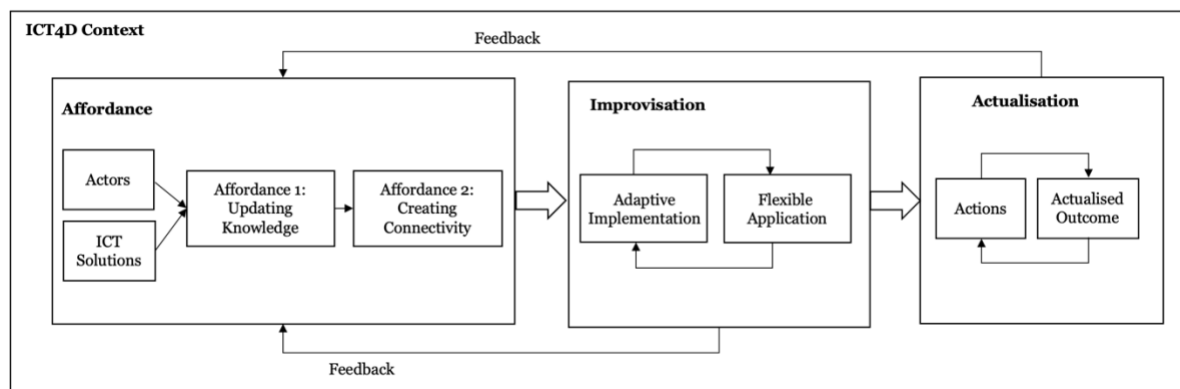 ICT4D Context
Feedback
Affordance
Actors
ICT
Solutions
Affordance 1:
Updating
Knowledge
Affordance 2:
Creating
Connectivity
Improvisation
Adaptive
Implementation
Flexible
Application
Actualisation
Actions
Actualised
Outcome
Feedback